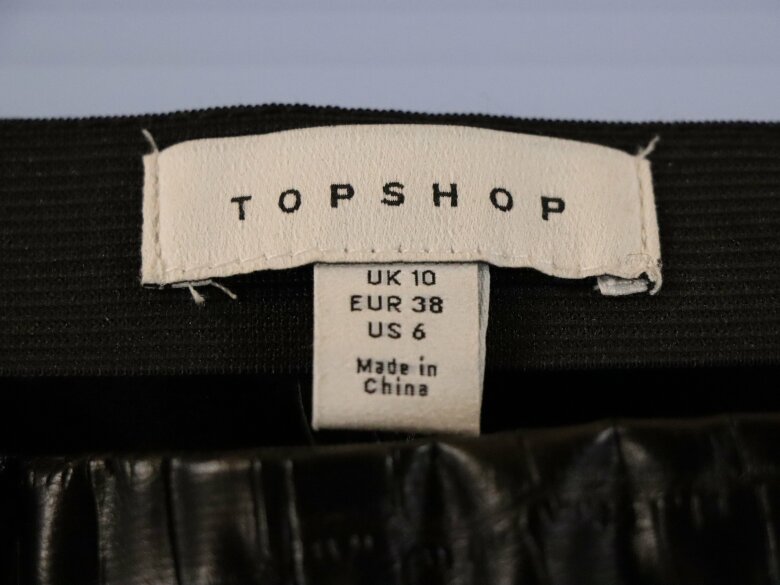 TOPSHOP
UK 10
EUR 38
US 6
Made in
China